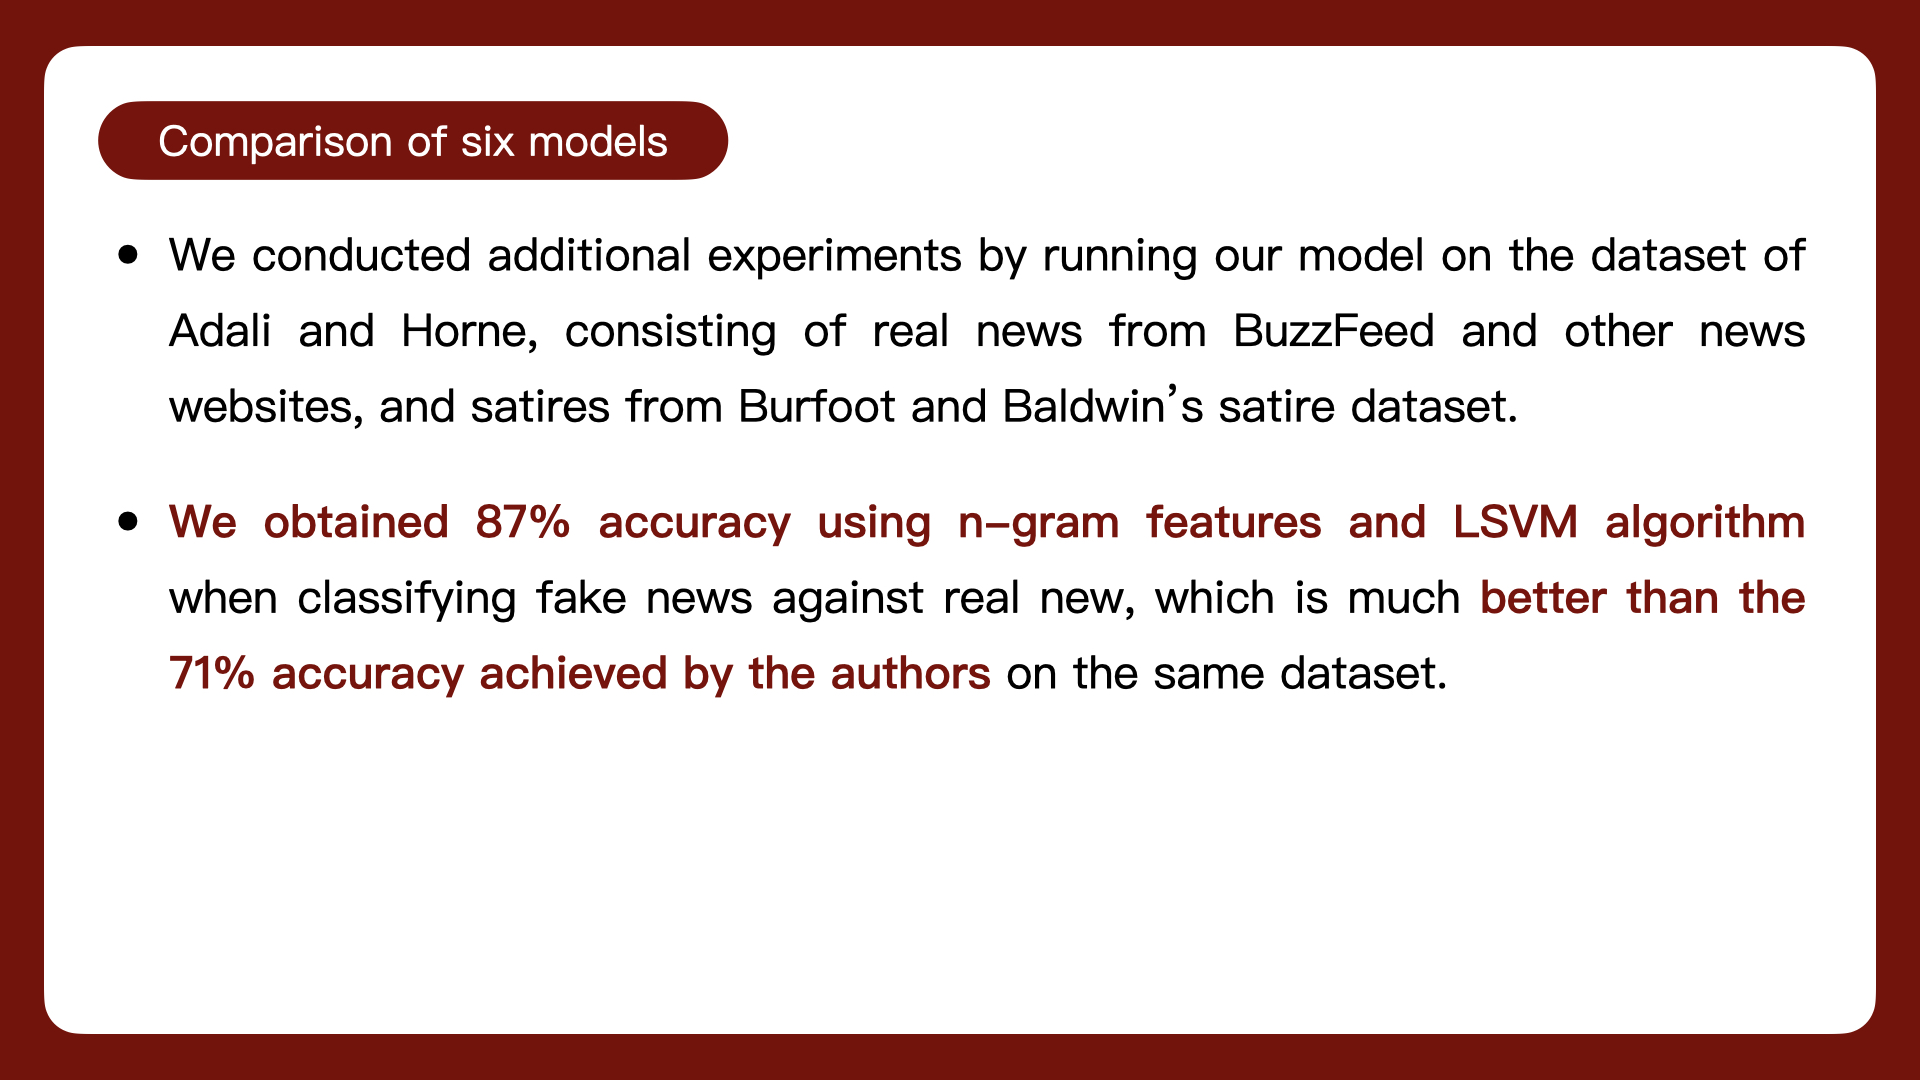 Comparison of six models
● We conducted additional experiments by running our model on the dataset of
Adali and Horne, consisting of real news from BuzzFeed and other news
websites, and satires from Burfoot and Baldwin’s satire dataset.
● We obtained 87% accuracy using n–gram features and LSVM algorithm
when classifying fake news against real new, which is much better than the
71% accuracy achieved by the authors on the same dataset.